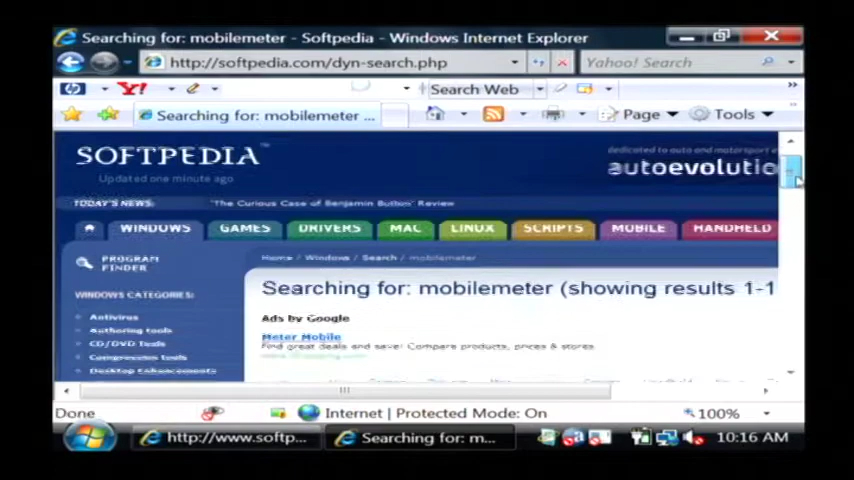 Searching for: mobilemeter - Softpedia - Windows Internet Explorer
http://softpedia.com/dyn-search.php
Yahoo! Search
Y!
Search Web
Searching for: mobilemeter ...
Page
Tools
SOFTPEDIA
Updated one minute ago
dedicated to auto and motorsport e
autoevolutio
TODAY'S NEWS:
'The Curious Case of Benjamin Button' Review
WINDOWS
GAMES
DRIVERS
MAC
LINUX
SCRIPTS
MOBILE
HANDHELD
PROGRAM
FINDER
Home / Windows / Search / mobilemeter
WINDOWS CATEGORIES:
Antivirus
Authoring tools
CD/DVD Tools
Compression tools
Desktop Enhancements
Searching for: mobilemeter (showing results 1-1
Ads by Google
Meter Mobile
Find great deals and save! Compare products, prices & stores.
Done
Internet | Protected Mode: On
100%
http://www.softp...
Searching for: m...
10:16 AM